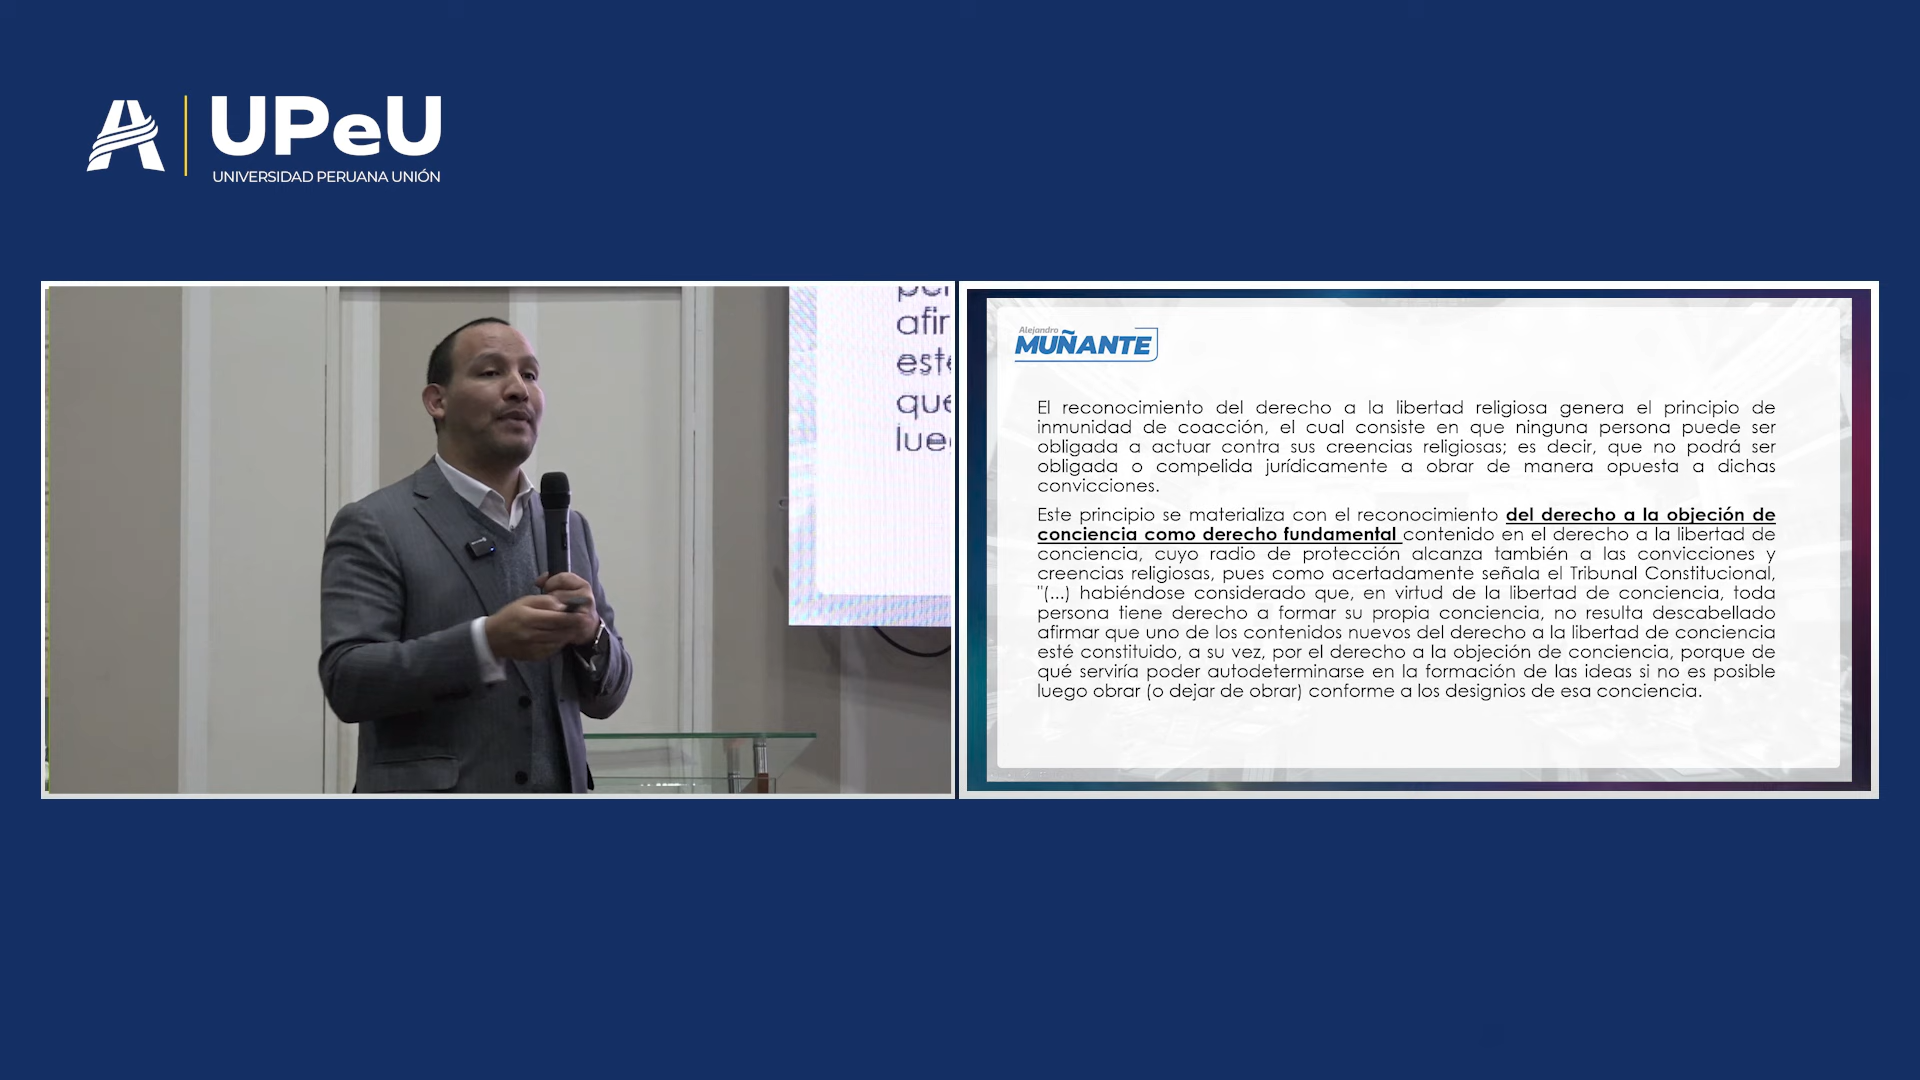 UPeU
UNIVERSIDAD PERUANA UNIÓN
afir
este
que
lue
Alejandro
MUÑANTE
El reconocimiento del derecho a la libertad religiosa genera el principio de
inmunidad de coacción, el cual consiste en que ninguna persona puede ser
obligada a actuar contra sus creencias religiosas; es decir, que no podrá ser
obligada o compelida jurídicamente a obrar de manera opuesta a dichas
convicciones.
Este principio se materializa con el reconocimiento del derecho a la objeción de
conciencia como derecho fundamental contenido en el derecho a la libertad de
conciencia, cuyo radio de protección alcanza también a las convicciones y
creencias religiosas, pues como acertadamente señala el Tribunal Constitucional,
"(...) habiéndose considerado que, en virtud de la libertad de conciencia, toda
persona tiene derecho a formar su propia conciencia, no resulta descabellado
afirmar que uno de los contenidos nuevos del derecho a la libertad de conciencia
esté constituido, a su vez, por el derecho a la objeción de conciencia, porque de
qué serviría poder autodeterminarse en la formación de las ideas si no es posible
luego obrar (o dejar de obrar) conforme a los designios de esa conciencia.